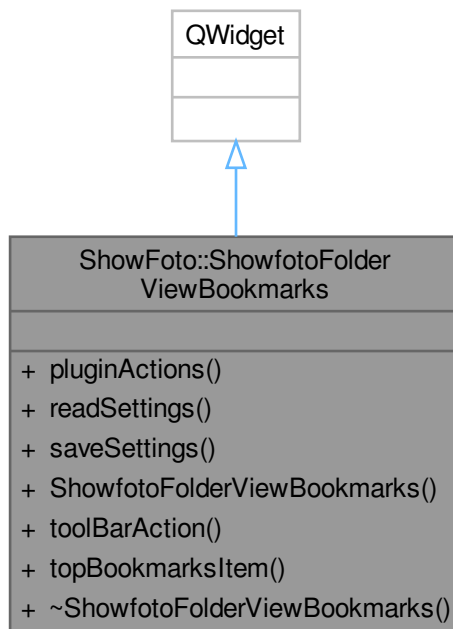 QWidget
ShowFoto::ShowfotoFolder
ViewBookmarks
+ pluginActions()
+ readSettings()
+ saveSettings()
+ ShowfotoFolderViewBookmarks()
+ toolBarAction()
+ topBookmarksItem()
+ ~ShowfotoFolderViewBookmarks()